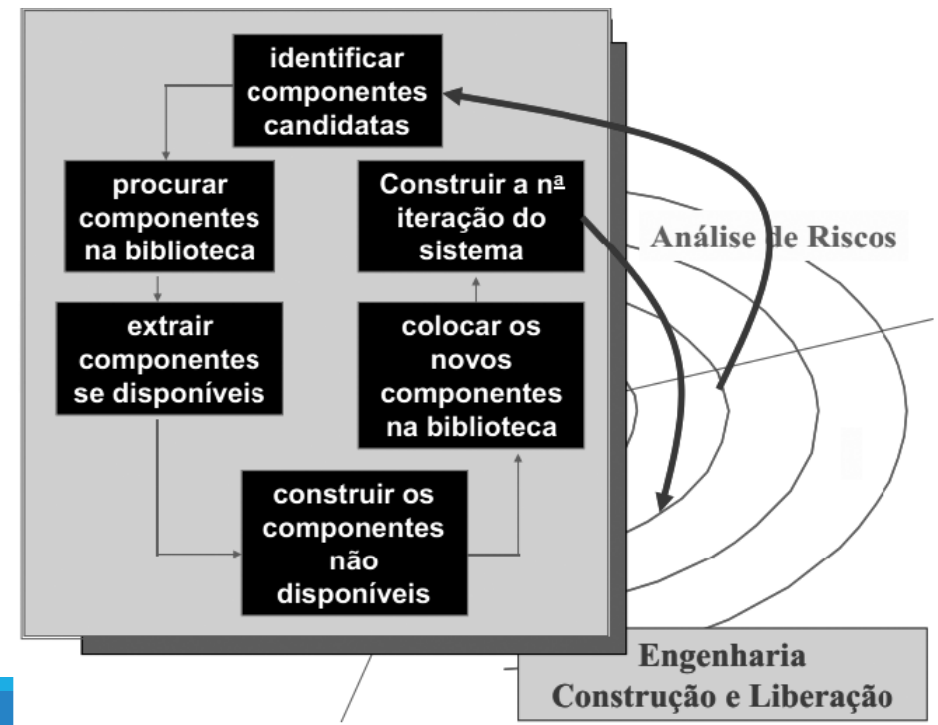 identificar
componentes
candidatas
procurar
componentes
na biblioteca
extrair
componentes
se disponíveis
construir os
componentes
não
disponíveis
colocar os
novos
componentes
na biblioteca
Construir a nª
iteração do
sistema
Análise de Riscos
Engenharia
Construção e Liberação